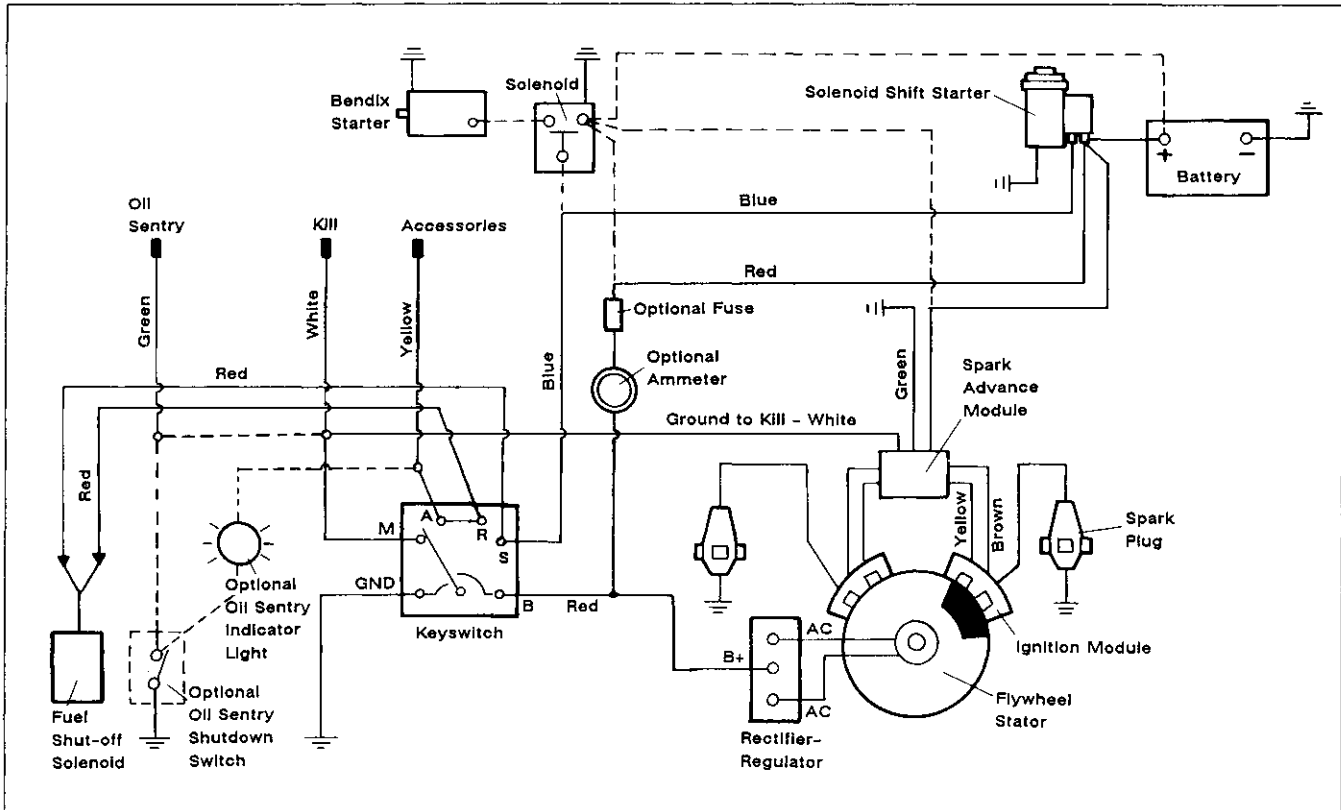 Solenoid
Bendix
Starter
Solenoid Shift Starter
+
−
Battery
Oil
Sentry
Kill
Accessories
Blue
Red
Green
White
Yellow
Blue
Optional Fuse
Optional
Ammeter
Green
Spark
Advance
Module
Red
Ground to Kill - White
Red
A
R
M
S
Yellow
Brown
Spark
Plug
GND
B
Red
Keyswitch
Optional
Oil Sentry
Indicator
Light
AC
B+
AC
Ignition Module
Flywheel
Stator
Rectifier-
Regulator
Fuel
Shut-off
Solenoid
Optional
Oil Sentry
Shutdown
Switch